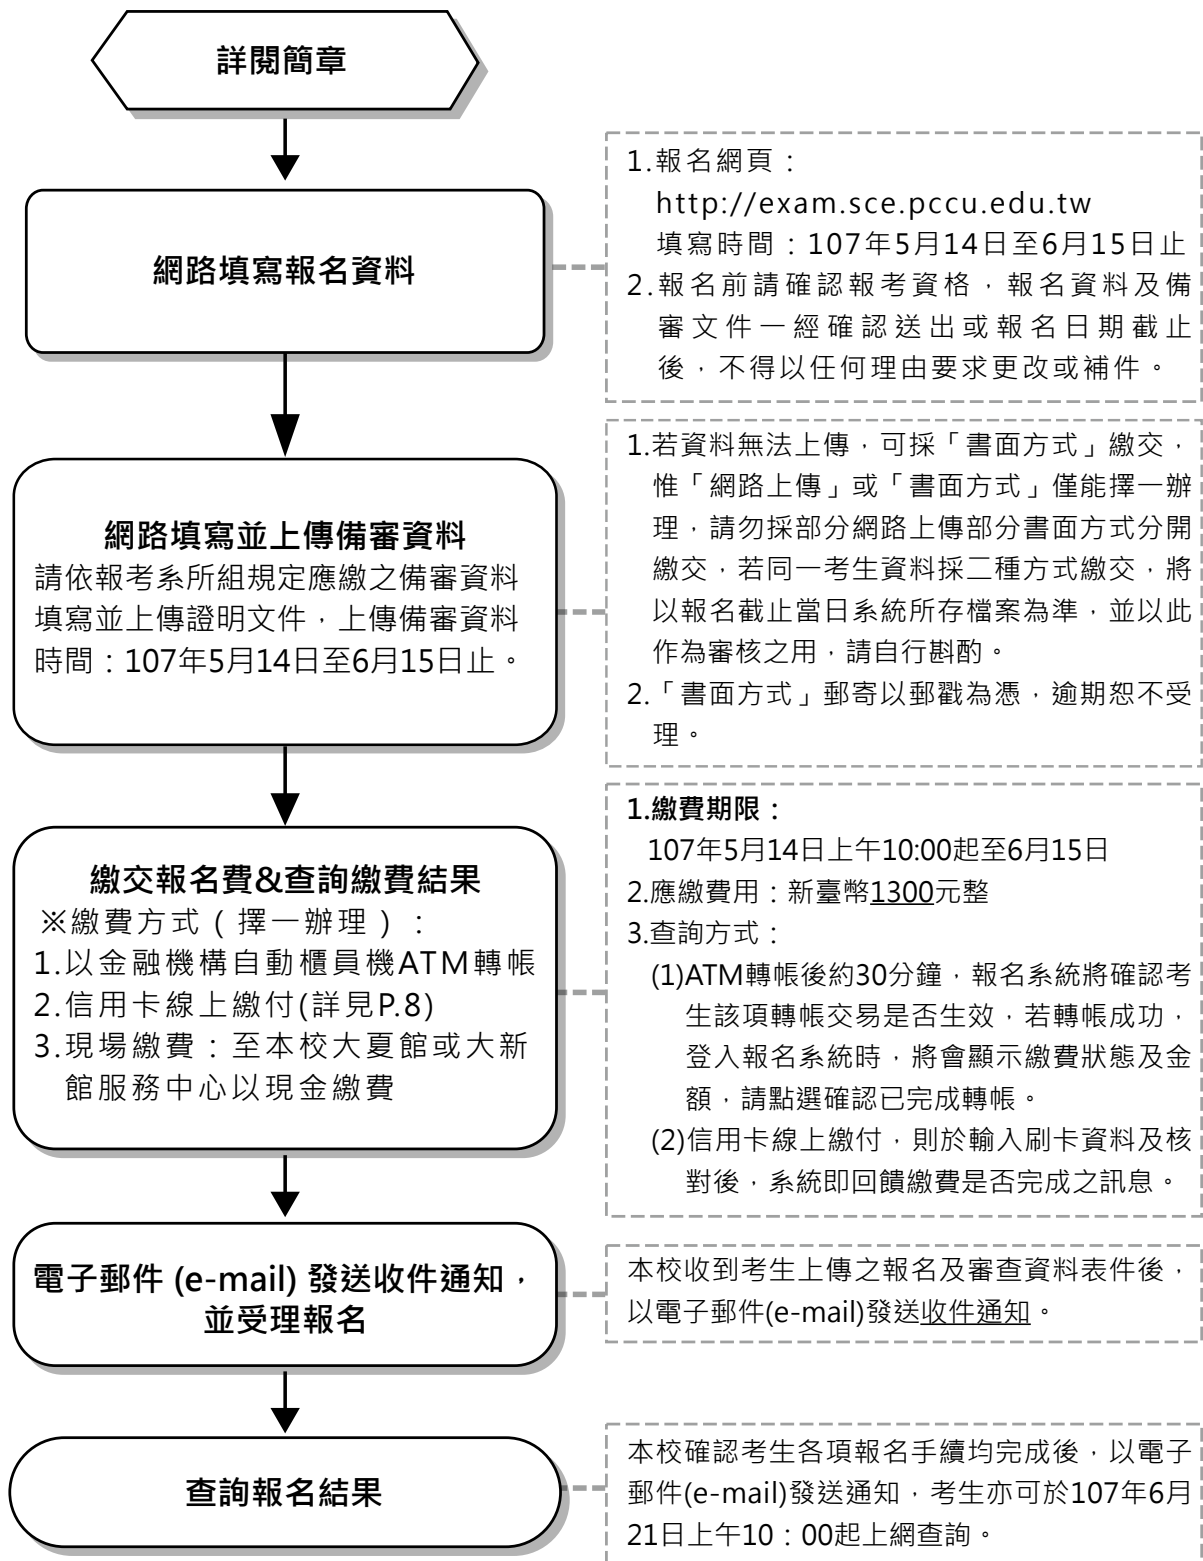 詳閱簡章
網路填寫報名資料
1.報名網頁：
http://exam.sce.pccu.edu.tw
填寫時間：107年5月14日至6月15日止
2.報名前請確認報考資格，報名資料及備
審文件一經確認送出或報名日期截止
後，不得以任何理由要求更改或補件。
網路填寫並上傳備審資料
請依報考系所組規定應繳之備審資料
填寫並上傳證明文件，上傳備審資料
時間：107年5月14日至6月15日止。
1.若資料無法上傳，可採「書面方式」繳交，
惟「網路上傳」或「書面方式」僅能擇一辦
理，請勿採部分網路上傳部分書面方式分開
繳交，若同一考生資料採二種方式繳交，將
以報名截止當日系統所存檔案為準，並以此
作為審核之用，請自行斟酌。
2.「書面方式」郵寄以郵戳為憑，逾期恕不受
理。
繳交報名費&查詢繳費結果
※繳費方式（擇一辦理）：
1.以金融機構自動櫃員機ATM轉帳
2.信用卡線上繳付(詳見P.8)
3.現場繳費：至本校大夏館或大新
館服務中心以現金繳費
1.繳費期限：
107年5月14日上午10:00起至6月15日
2.應繳費用：新臺幣1300元整
3.查詢方式：
(1)ATM轉帳後約30分鐘，報名系統將確認考
生該項轉帳交易是否生效，若轉帳成功，
登入報名系統時，將會顯示繳費狀態及金
額，請點選確認已完成轉帳。
(2)信用卡線上繳付，則於輸入刷卡資料及核
對後，系統即回饋繳費是否完成之訊息。
電子郵件 (e-mail) 發送收件通知，
並受理報名
本校收到考生上傳之報名及審查資料表件後，
以電子郵件(e-mail)發送收件通知。
查詢報名結果
本校確認考生各項報名手續均完成後，以電子
郵件(e-mail)發送通知，考生亦可於107年6月
21日上午10：00起上網查詢。